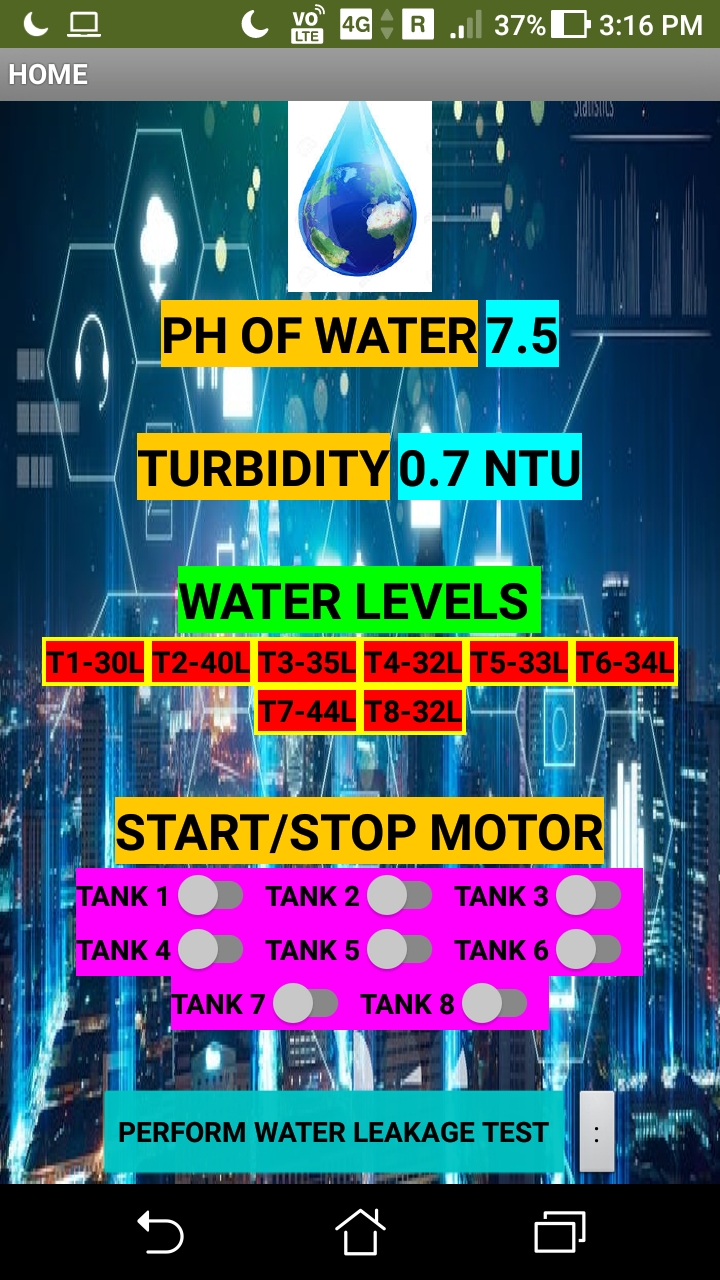 VO LTE 4G R 37% 3:16 PM
HOME
Statistics
PH OF WATER 7.5
TURBIDITY 0.7 NTU
WATER LEVELS
T1-30L T2-40L T3-35L T4-32L T5-33L T6-34L
T7-44L T8-32L
START/STOP MOTOR
TANK 1 TANK 2 TANK 3
TANK 4 TANK 5 TANK 6
TANK 7 TANK 8
PERFORM WATER LEAKAGE TEST :